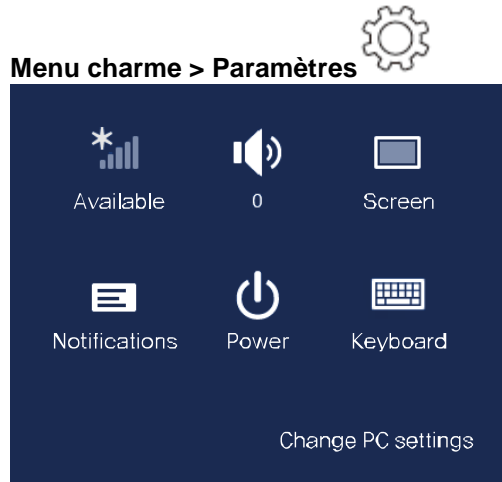 Menu charme > Paramètres
Available 0 Screen
Notifications Power Keyboard
Change PC settings